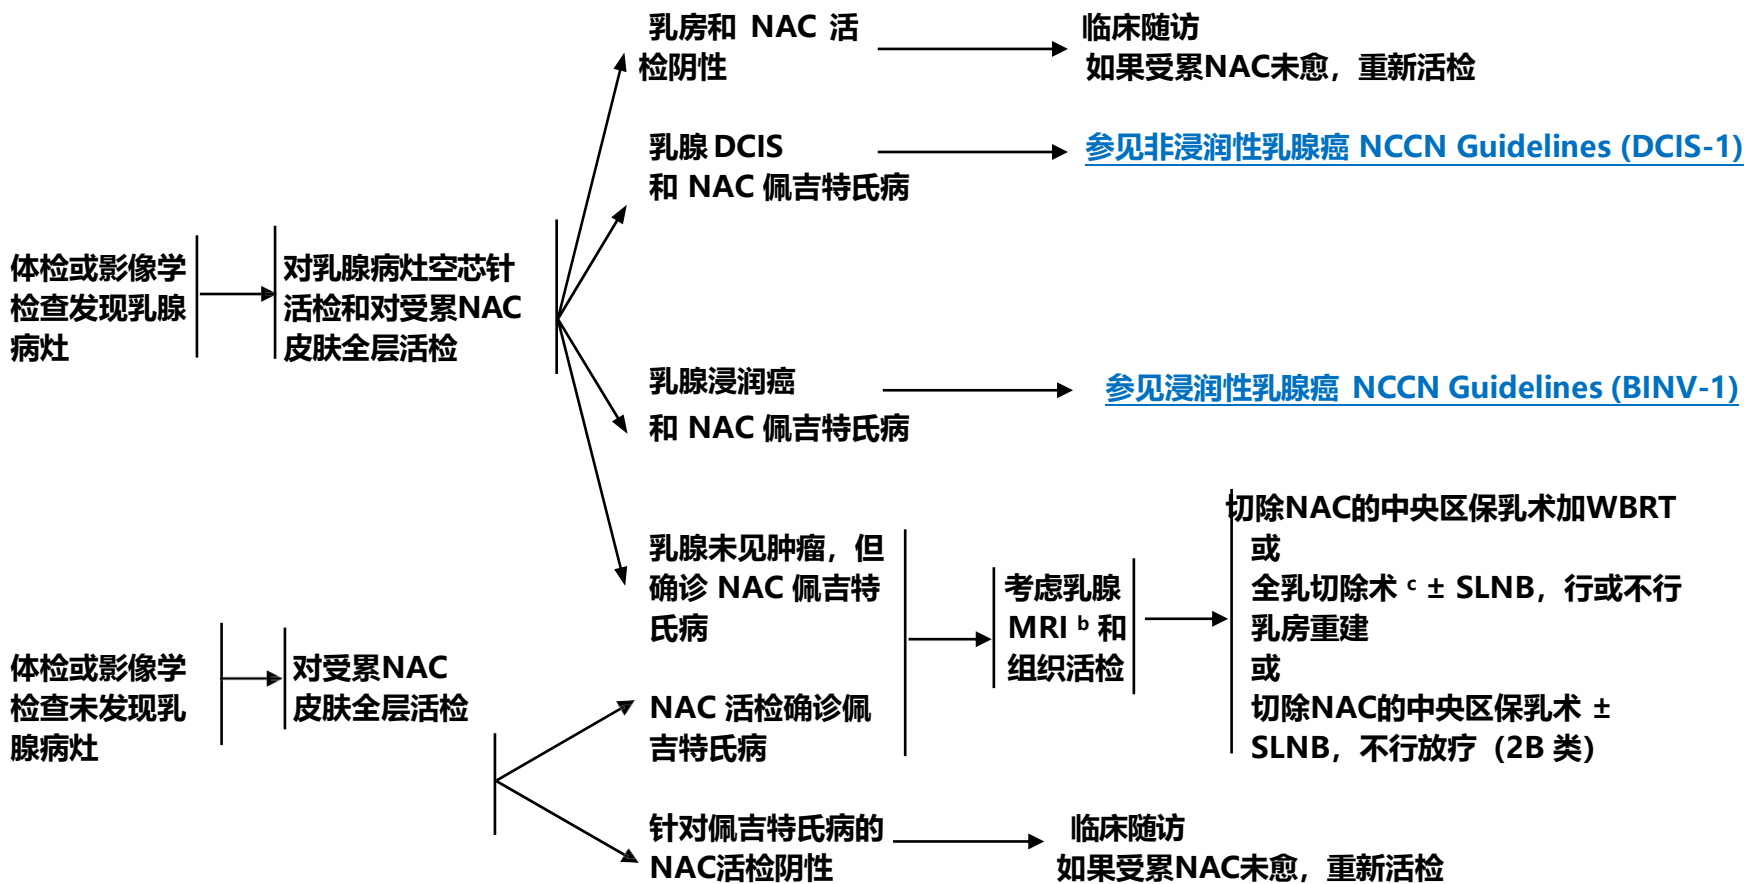 乳房和 NAC 活
检阴性
临床随访
如果受累NAC未愈，重新活检
乳腺 DCIS
和 NAC 佩吉特氏病
参见非浸润性乳腺癌 NCCN Guidelines (DCIS-1)
体检或影像学
检查发现乳腺
病灶
对乳腺病灶空芯针
活检和对受累NAC
皮肤全层活检
乳腺浸润癌
和 NAC 佩吉特氏病
参见浸润性乳腺癌 NCCN Guidelines (BINV-1)
乳腺未见肿瘤，但
确诊 NAC 佩吉特
氏病
体检或影像学
检查未发现乳
腺病灶
对受累NAC
皮肤全层活检
NAC 活检确诊佩
吉特氏病
考虑乳腺
MRI ᵇ 和
组织活检
切除NAC的中央区保乳术加WBRT
或
全乳切除术 ᶜ ± SLNB，行或不行
乳房重建
或
切除NAC的中央区保乳术 ±
SLNB，不行放疗（2B 类）
针对佩吉特氏病的
NAC活检阴性
临床随访
如果受累NAC未愈，重新活检